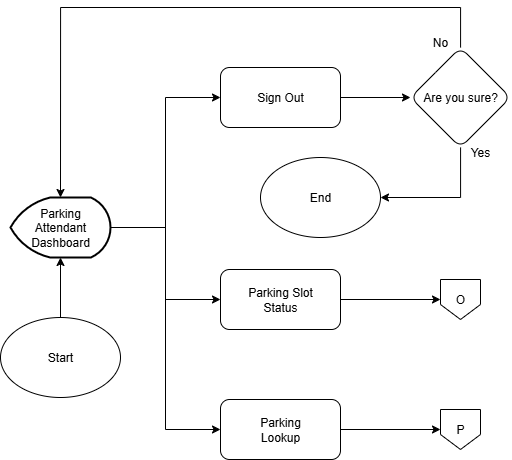 No
Sign Out
Are you sure?
Yes
End
Parking
Attendant
Dashboard
Parking Slot
Status
O
Start
Parking
Lookup
P